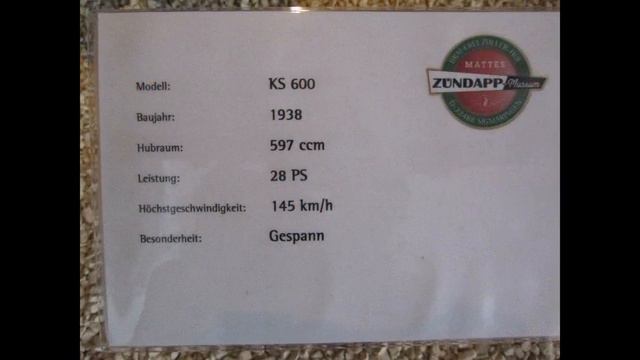 Modell: KS 600
Baujahr: 1938
Hubraum: 597 ccm
Leistung: 28 PS
Höchstgeschwindigkeit: 145 km/h
Besonderheit: Gespann
MATTES
ZÜNDAPP Museum
SIGMARINGEN